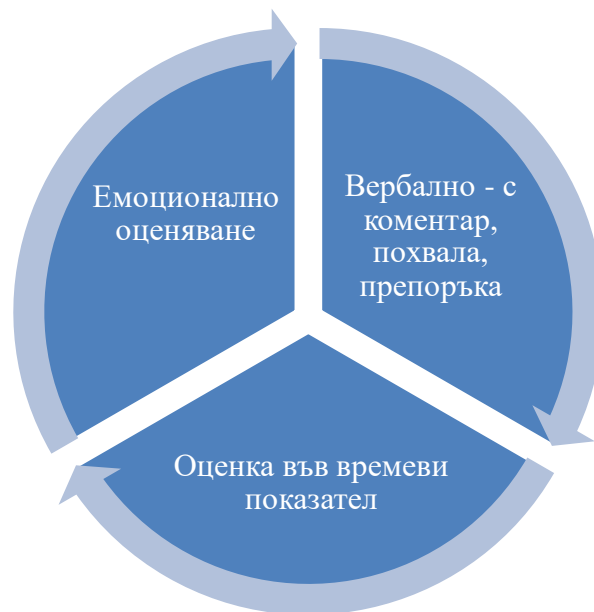 Емоционално
оценяване
Вербално - с
коментар,
похвала,
препоръка
Оценка във времеви
показател